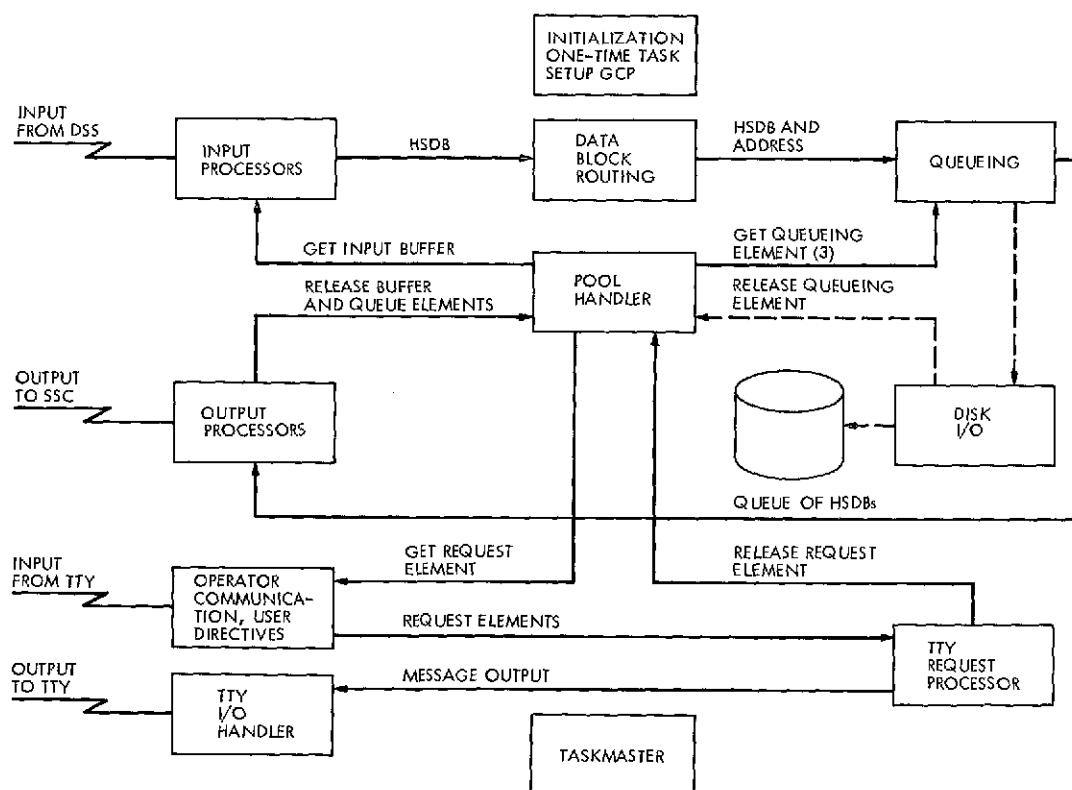 INITIALIZATION
ONE-TIME TASK
SETUP GCP
INPUT
FROM DSS
INPUT
PROCESSORS
HSDB
DATA
BLOCK
ROUTING
HSDB AND
ADDRESS
QUEUEING
GET INPUT BUFFER
RELEASE BUFFER
AND QUEUE ELEMENTS
POOL
HANDLER
GET QUEUEING
ELEMENT (3)
RELEASE QUEUEING
ELEMENT
OUTPUT
TO SSC
OUTPUT
PROCESSORS
DISK
I/O
QUEUE OF HSDBs
INPUT
FROM TTY
OPERATOR
COMMUNICA-
TION, USER
DIRECTIVES
GET REQUEST
ELEMENT
RELEASE REQUEST
ELEMENT
REQUEST ELEMENTS
TTY
REQUEST
PROCESSOR
OUTPUT
TO TTY
TTY
I/O
HANDLER
MESSAGE OUTPUT
TASKMASTER